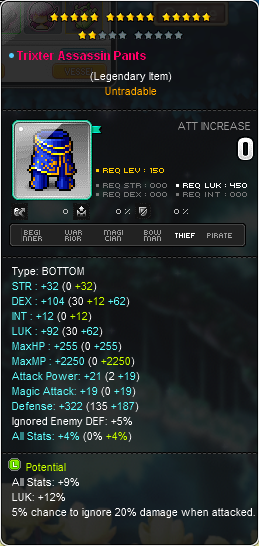 Trixter Assassin Pants
(Legendary Item)
Untradable
ATT INCREASE
0
REQ LEV : 150
REQ STR : 000 REQ LUK : 450
REQ DEX : 000 REQ INT : 000
0 0 % 0 %
BEGINNER WARRIOR MAGICIAN BOWMAN THIEF PIRATE
Type: BOTTOM
STR : +32 (0 +32)
DEX : +104 (30 +12 +62)
INT : +12 (0 +12)
LUK : +92 (30 +62)
MaxHP : +255 (0 +255)
MaxMP : +2250 (0 +2250)
Attack Power: +21 (2 +19)
Magic Attack: +19 (0 +19)
Defense: +322 (135 +187)
Ignored Enemy DEF: +5%
All Stats: +4% (0% +4%)
L Potential
All Stats: +9%
LUK: +12%
5% chance to ignore 20% damage when attacked.